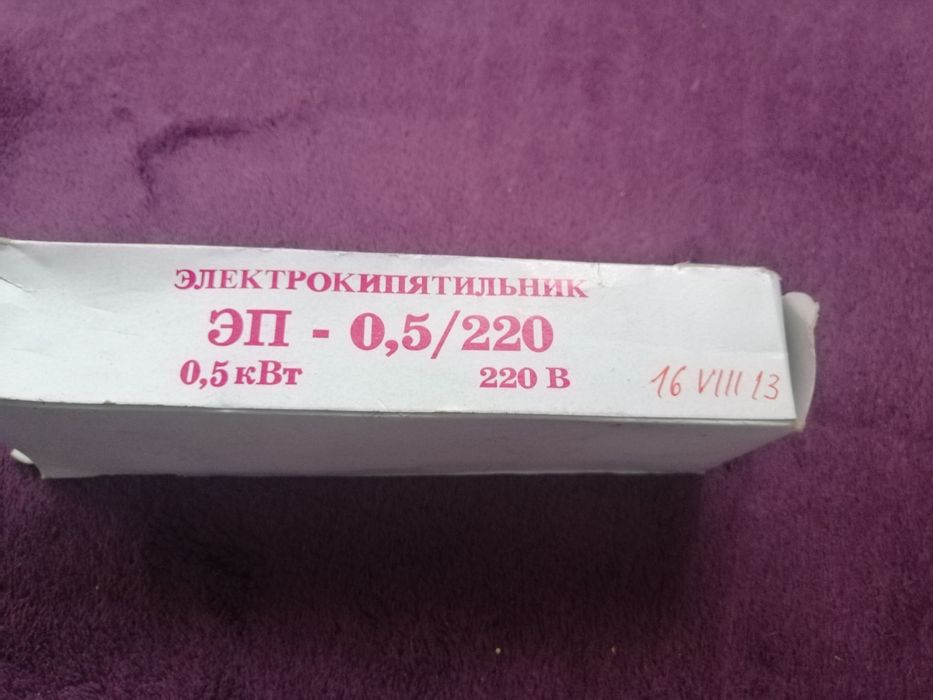 ЭЛЕКТРОКИПЯТИЛЬНИК
ЭП - 0,5/220
0,5 кВт 220 В
16 VIII 13